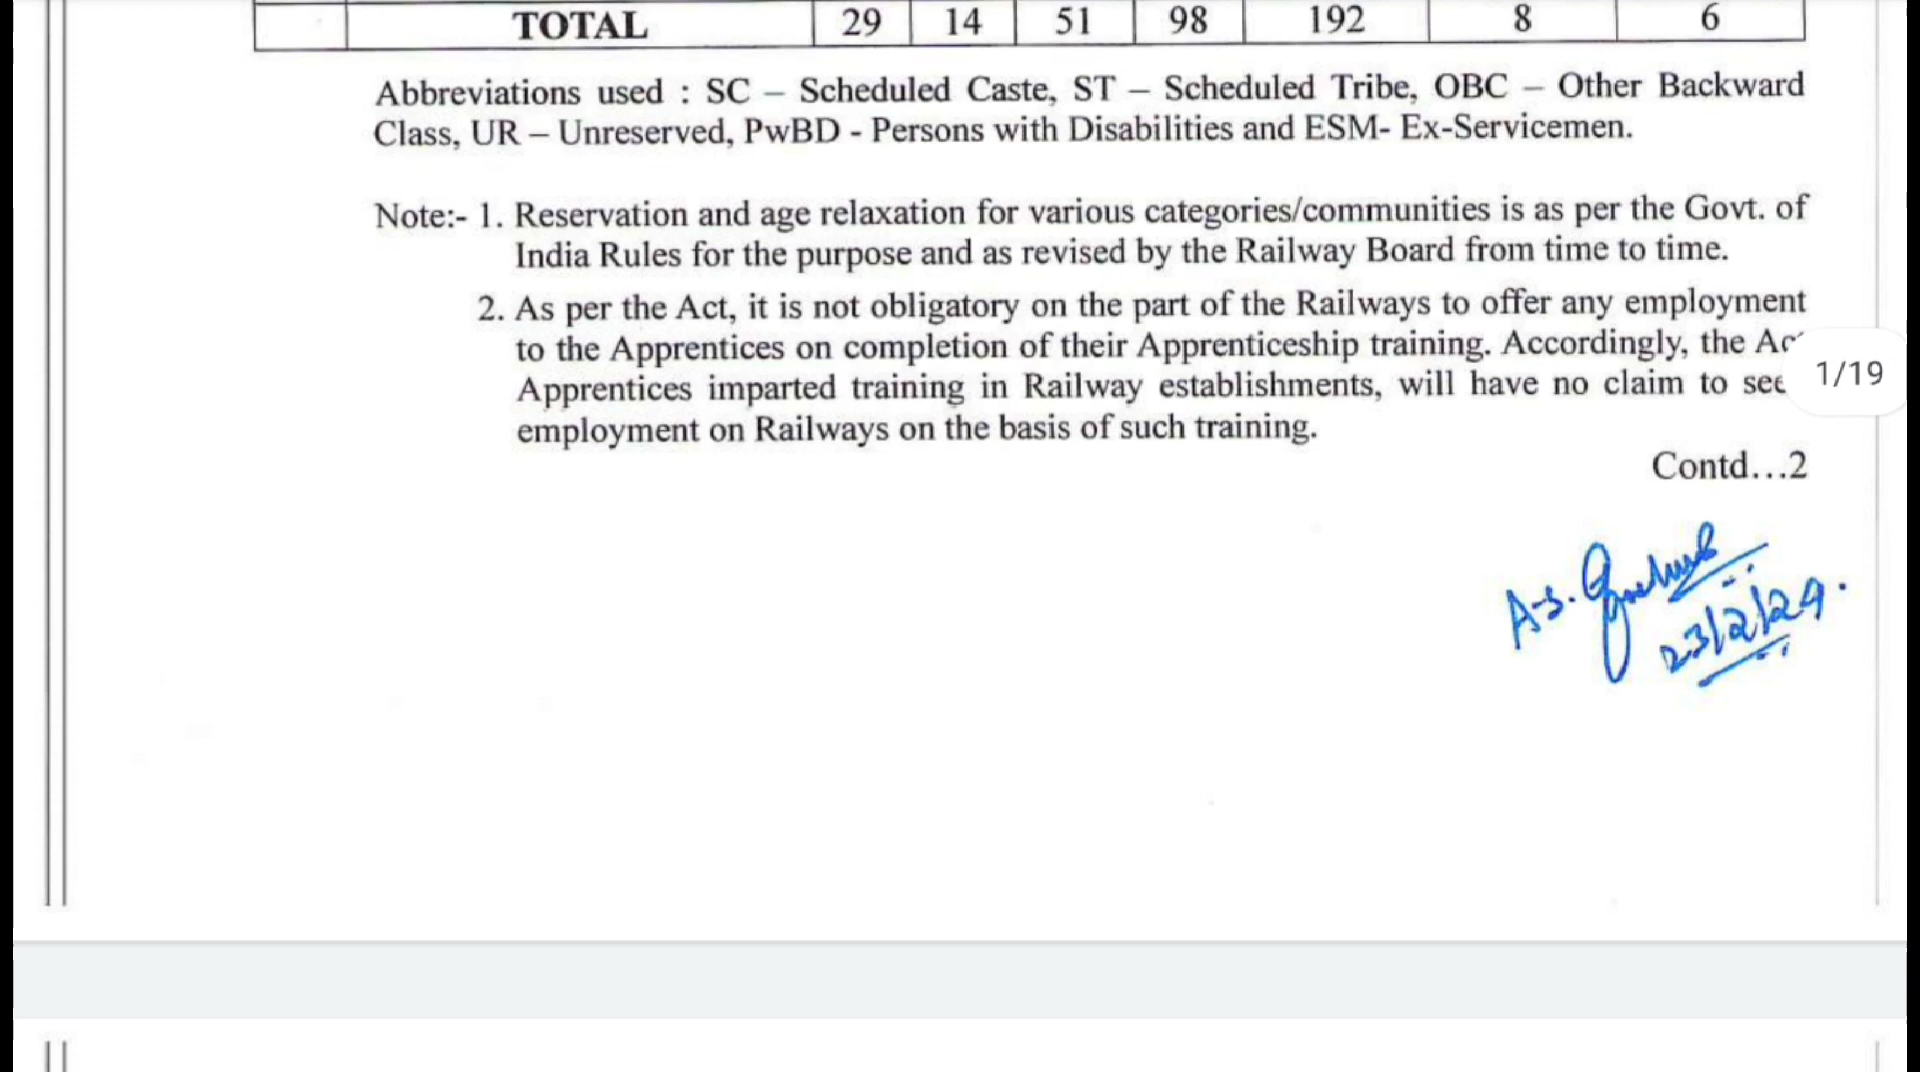 TOTAL 29 14 51 98 192 8 6
Abbreviations used : SC – Scheduled Caste, ST – Scheduled Tribe, OBC – Other Backward
Class, UR – Unreserved, PwBD - Persons with Disabilities and ESM- Ex-Servicemen.
Note:- 1. Reservation and age relaxation for various categories/communities is as per the Govt. of
India Rules for the purpose and as revised by the Railway Board from time to time.
2. As per the Act, it is not obligatory on the part of the Railways to offer any employment
to the Apprentices on completion of their Apprenticeship training. Accordingly, the
Apprentices imparted training in Railway establishments, will have no claim to
employment on Railways on the basis of such training.
1/19
Contd...2
A.S.
23/2/24.